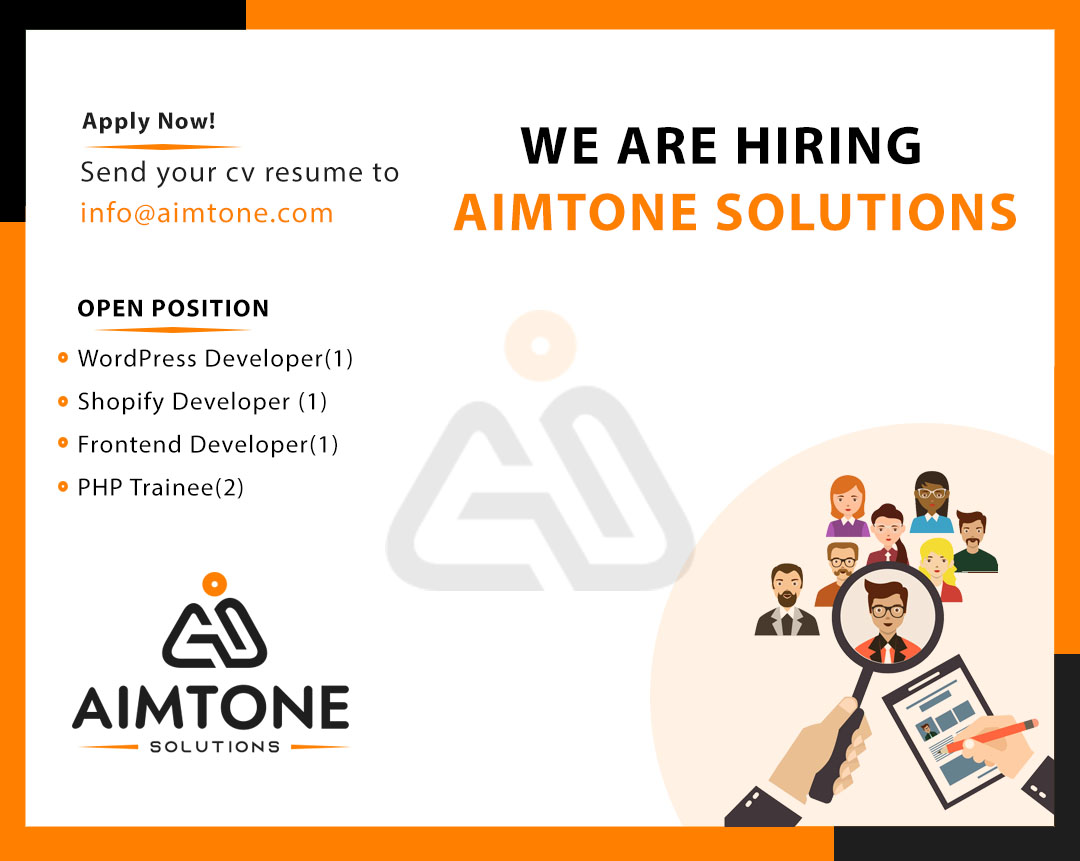 Apply Now!
Send your cv resume to
info@aimtone.com
WE ARE HIRING
AIMTONE SOLUTIONS
OPEN POSITION
WordPress Developer(1)
Shopify Developer (1)
Frontend Developer(1)
PHP Trainee(2)
AIMTONE
SOLUTIONS